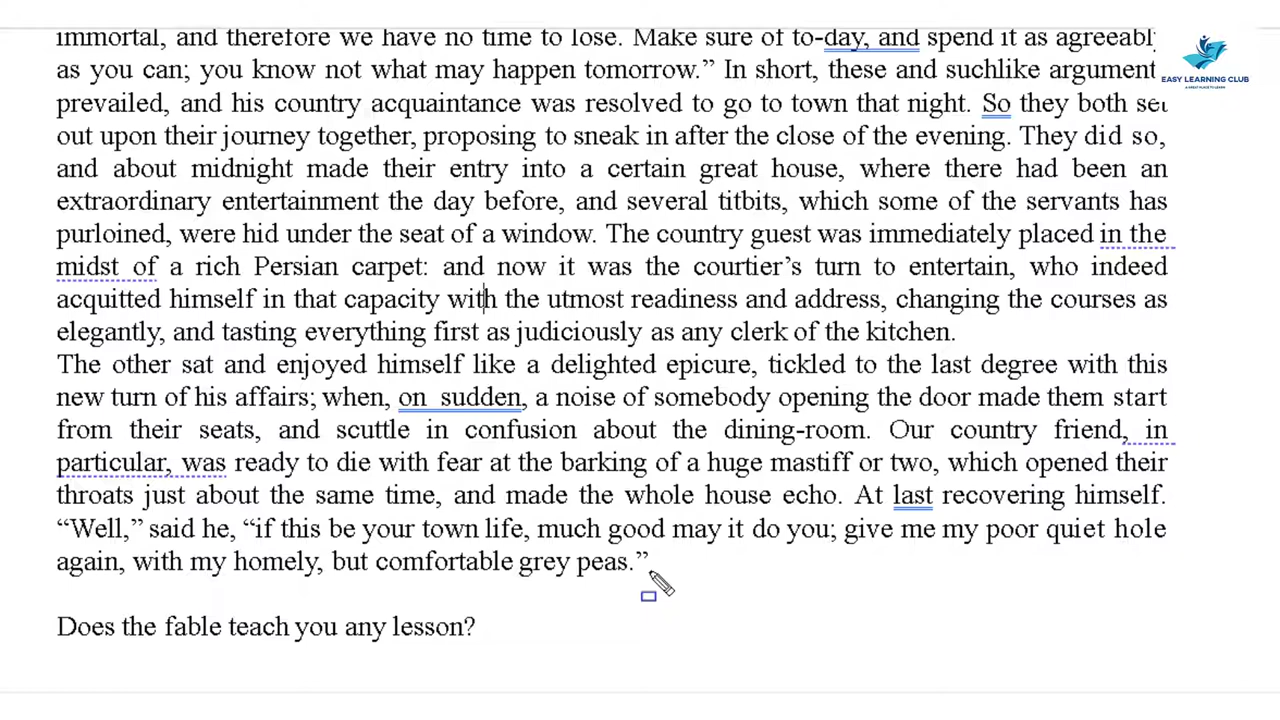 immortal, and therefore we have no time to lose. Make sure of to-day, and spend it as agreeabl
as you can; you know not what may happen tomorrow.” In short, these and suchlike argument
prevailed, and his country acquaintance was resolved to go to town that night. So they both set
out upon their journey together, proposing to sneak in after the close of the evening. They did so,
and about midnight made their entry into a certain great house, where there had been an
extraordinary entertainment the day before, and several titbits, which some of the servants has
purloined, were hid under the seat of a window. The country guest was immediately placed in the
midst of a rich Persian carpet: and now it was the courtier’s turn to entertain, who indeed
acquitted himself in that capacity with the utmost readiness and address, changing the courses as
elegantly, and tasting everything first as judiciously as any clerk of the kitchen.
The other sat and enjoyed himself like a delighted epicure, tickled to the last degree with this
new turn of his affairs; when, on sudden, a noise of somebody opening the door made them start
from their seats, and scuttle in confusion about the dining-room. Our country friend, in
particular, was ready to die with fear at the barking of a huge mastiff or two, which opened their
throats just about the same time, and made the whole house echo. At last recovering himself.
“Well,” said he, “if this be your town life, much good may it do you; give me my poor quiet hole
again, with my homely, but comfortable grey peas.”
Does the fable teach you any lesson?
EASY LEARNING CLUB
A GREAT PLACE TO LEARN